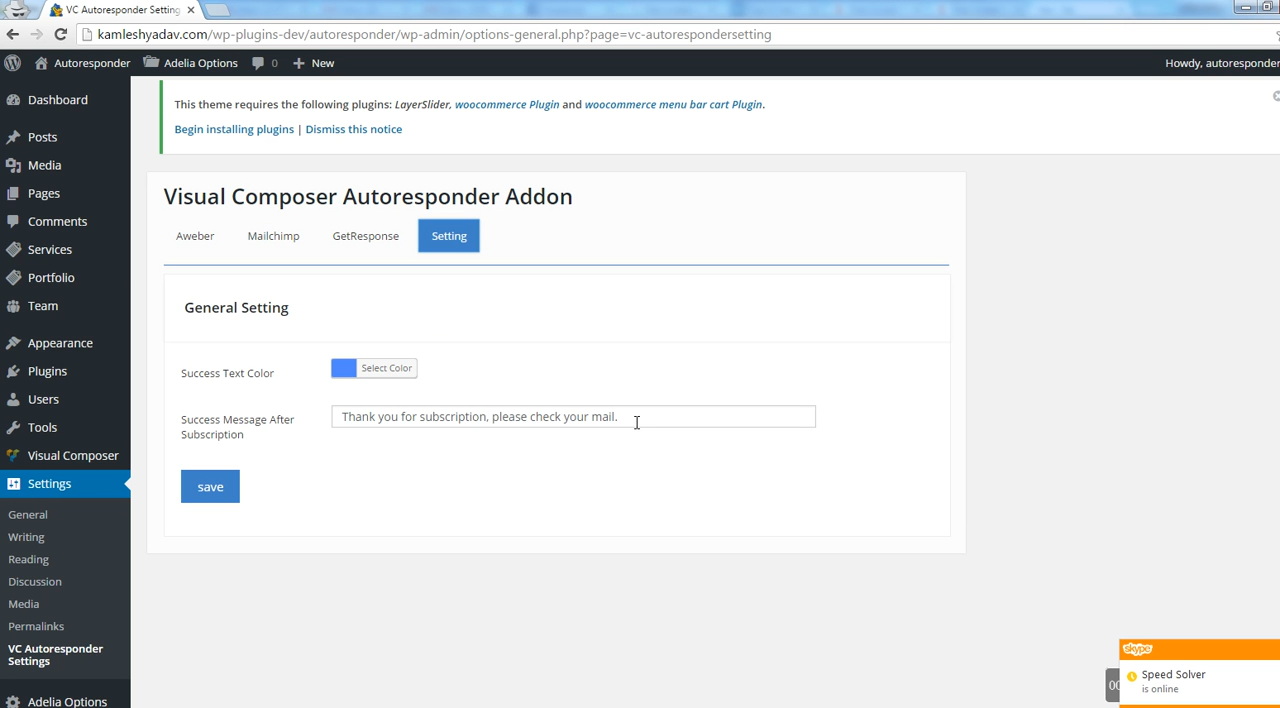 VC Autoresponder Setting
kamleshyadav.com/wp-plugins-dev/autoresponder/wp-admin/options-general.php?page=vc-autorespondersetting
Autoresponder Adelia Options 0 New Howdy, autoresponder
Dashboard
Posts
Media
Pages
Comments
Services
Portfolio
Team
Appearance
Plugins
Users
Tools
Visual Composer
Settings
General
Writing
Reading
Discussion
Media
Permalinks
VC Autoresponder
Settings
Adelia Options
This theme requires the following plugins: LayerSlider, woocommerce Plugin and woocommerce menu bar cart Plugin.
Begin installing plugins | Dismiss this notice
Visual Composer Autoresponder Addon
Aweber Mailchimp GetResponse Setting
General Setting
Success Text Color Select Color
Success Message After
Subscription
Thank you for subscription, please check your mail.
save
skype
Speed Solver
is online
00